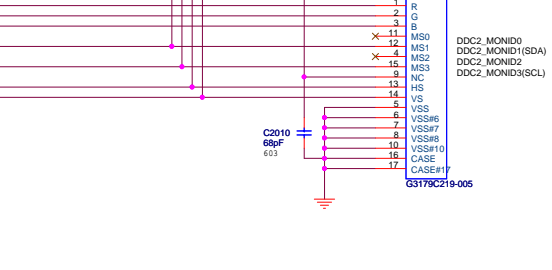 1 R
2 G
3 B
11 MS0
12 MS1
4 MS2
15 MS3
9 NC
13 HS
14 VS
5 VSS
6 VSS#6
7 VSS#7
8 VSS#8
10 VSS#10
16 CASE
17 CASE#17
DDC2_MONID0
DDC2_MONID1(SDA)
DDC2_MONID2
DDC2_MONID3(SCL)
C2010
68pF
603
G3179C219-005